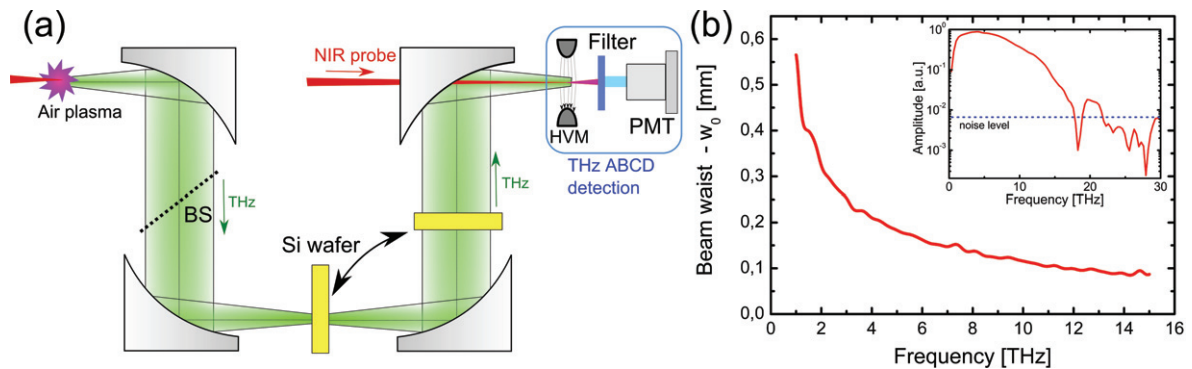 (a)
NIR probe
Air plasma
BS
THz
Si wafer
THz
Filter
HVM
PMT
THz ABCD
detection
(b)
Beam waist - w0 [mm]
0,6
0,5
0,4
0,3
0,2
0,1
0,0
0 2 4 6 8 10 12 14 16
Frequency [THz]
Amplitude [a.u.]
10^0
10^-1
10^-2
10^-3
noise level
0 10 20 30
Frequency [THz]